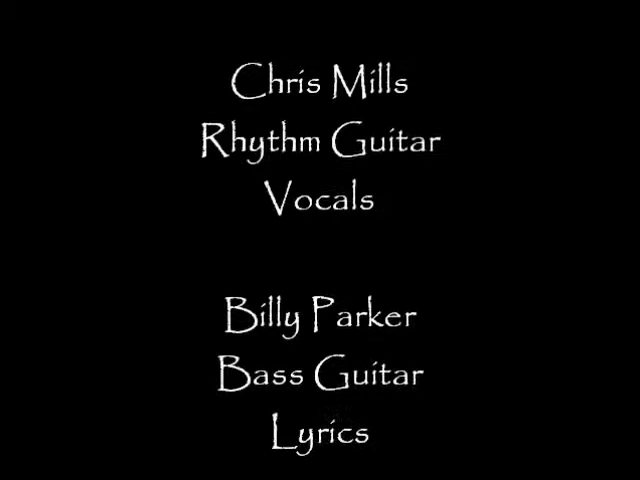 Chris Mills
Rhythm Guitar
Vocals
Billy Parker
Bass Guitar
Lyrics